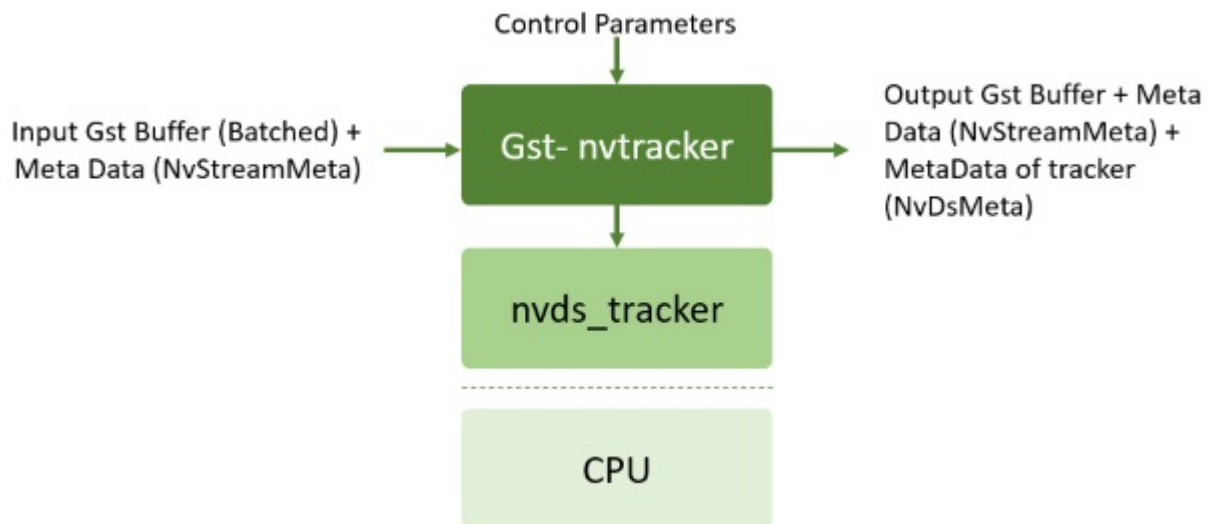 Control Parameters
Input Gst Buffer (Batched) +
Meta Data (NvStreamMeta)
Gst- nvtracker
Output Gst Buffer + Meta
Data (NvStreamMeta) +
MetaData of tracker
(NvDsMeta)
nvds_tracker
CPU